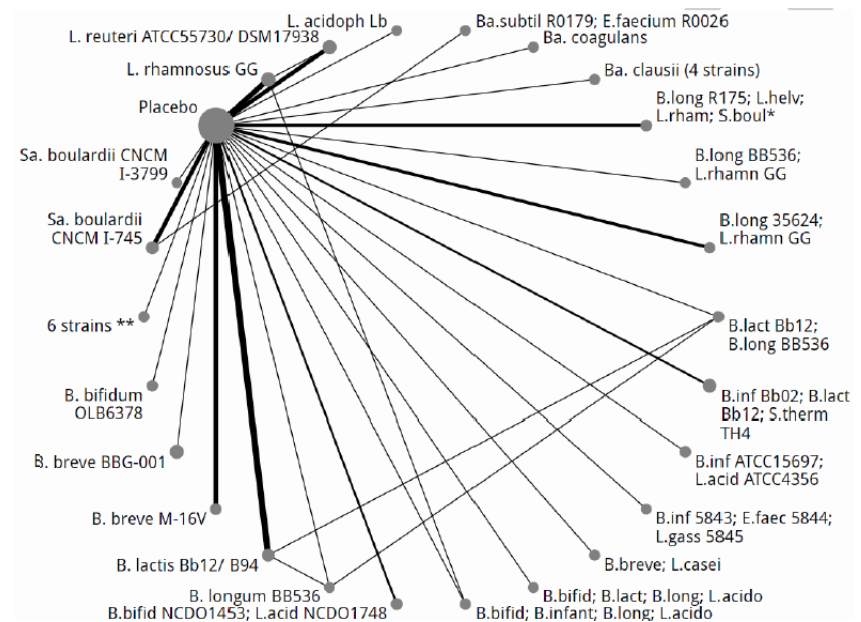 L. acidoph Lb
Ba.subtil R0179; E.faecium R0026
L. reuteri ATCC55730/ DSM17938
Ba. coagulans
L. rhamnosus GG
Ba. clausii (4 strains)
Placebo
B.long R175; L.helv;
L.rham; S.boul*
Sa. boulardii CNCM
I-3799
B.long BB536;
L.rhamn GG
Sa. boulardii
CNCM I-745
B.long 35624;
L.rhamn GG
6 strains **
B.lact Bb12;
B.long BB536
B. bifidum
OLB6378
B.inf Bb02; B.lact
Bb12; S.therm
TH4
B. breve BBG-001
B.inf ATCC15697;
L.acid ATCC4356
B. breve M-16V
B.inf 5843; E.faec 5844;
L.gass 5845
B. lactis Bb12/ B94
B.breve; L.casei
B. longum BB536
B.bifid; B.lact; B.long; L.acido
B.bifid NCDO1453; L.acid NCDO1748
B.bifid; B.infant; B.long; L.acido